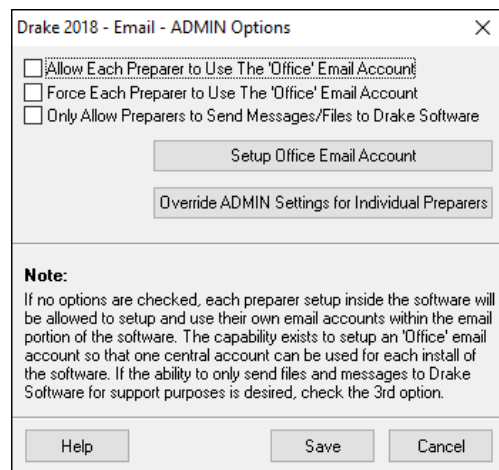 Drake 2018 - Email - ADMIN Options
Allow Each Preparer to Use The 'Office' Email Account
Force Each Preparer to Use The 'Office' Email Account
Only Allow Preparers to Send Messages/Files to Drake Software
Setup Office Email Account
Override ADMIN Settings for Individual Preparers
Note:
If no options are checked, each preparer setup inside the software will
be allowed to setup and use their own email accounts within the email
portion of the software. The capability exists to setup an 'Office' email
account so that one central account can be used for each install of
the software. If the ability to only send files and messages to Drake
Software for support purposes is desired, check the 3rd option.
Help
Save
Cancel